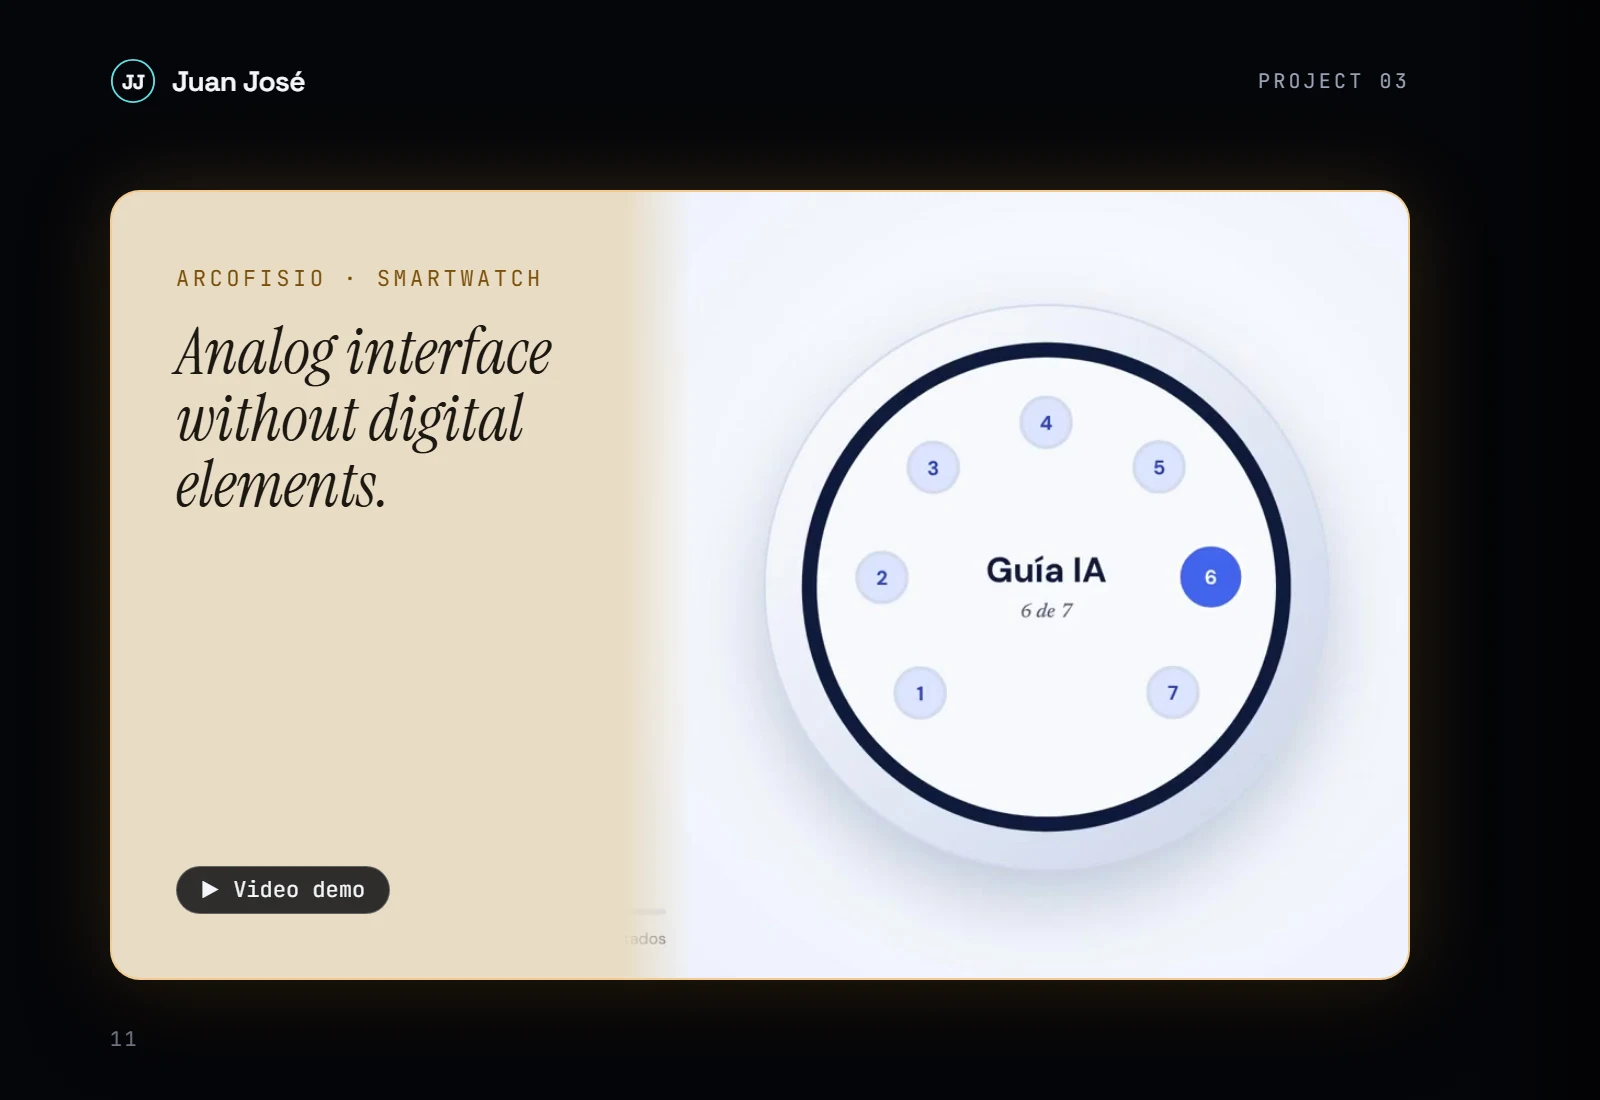 JJ Juan José
PROJECT 03
ARCOFISIO · SMARTWATCH
Analog interface
without digital
elements.
4
3
5
Guía IA
2
6
6 de 7
1
7
▶ Video demo
11